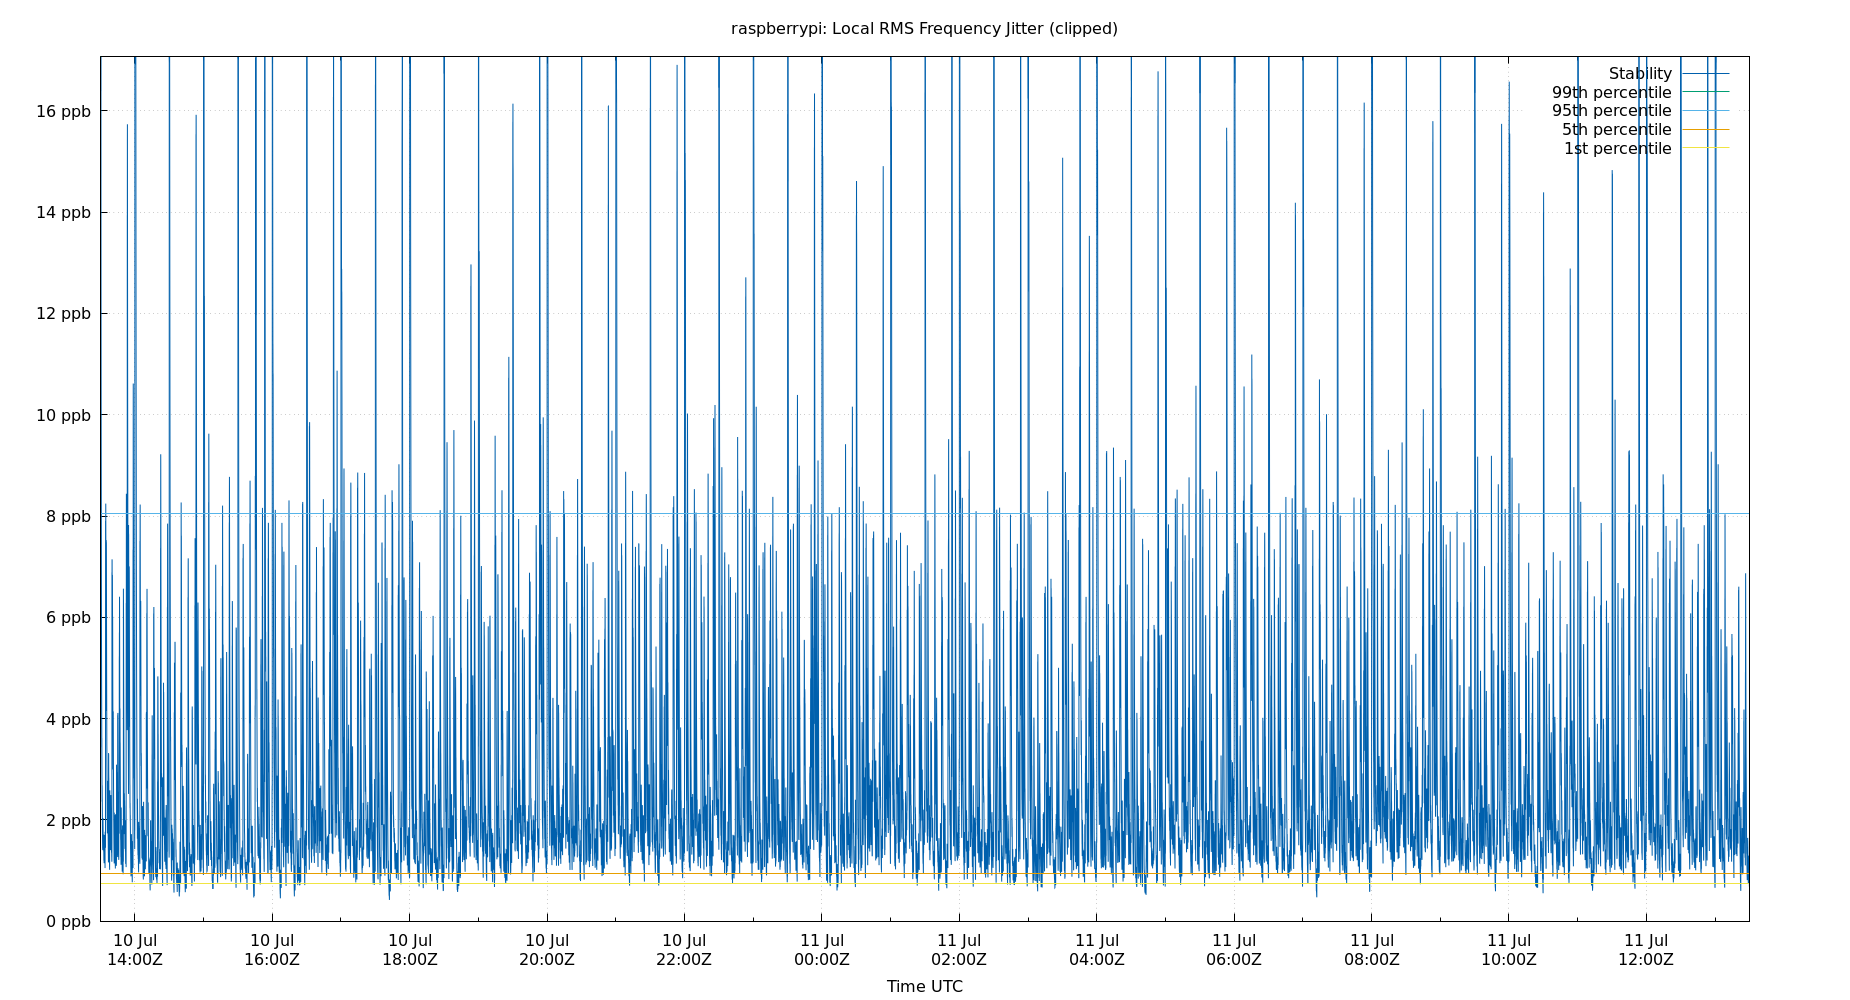 raspberrypi: Local RMS Frequency Jitter (clipped)
Stability
99th percentile
95th percentile
5th percentile
1st percentile
16 ppb
14 ppb
12 ppb
10 ppb
8 ppb
6 ppb
4 ppb
2 ppb
0 ppb
10 Jul 10 Jul 10 Jul 10 Jul 10 Jul 11 Jul 11 Jul 11 Jul 11 Jul 11 Jul 11 Jul 11 Jul
14:00Z 16:00Z 18:00Z 20:00Z 22:00Z 00:00Z 02:00Z 04:00Z 06:00Z 08:00Z 10:00Z 12:00Z
Time UTC